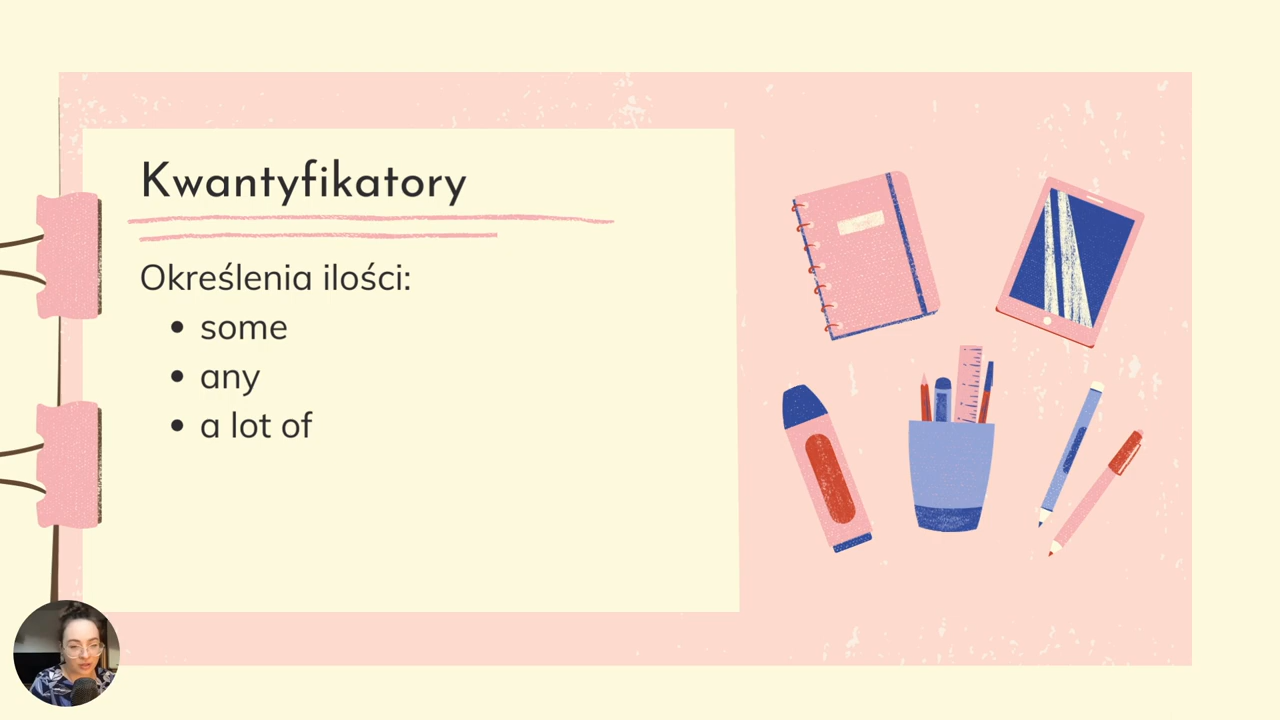 Kwantyfikatory
Określenia ilości:
• some
• any
• a lot of